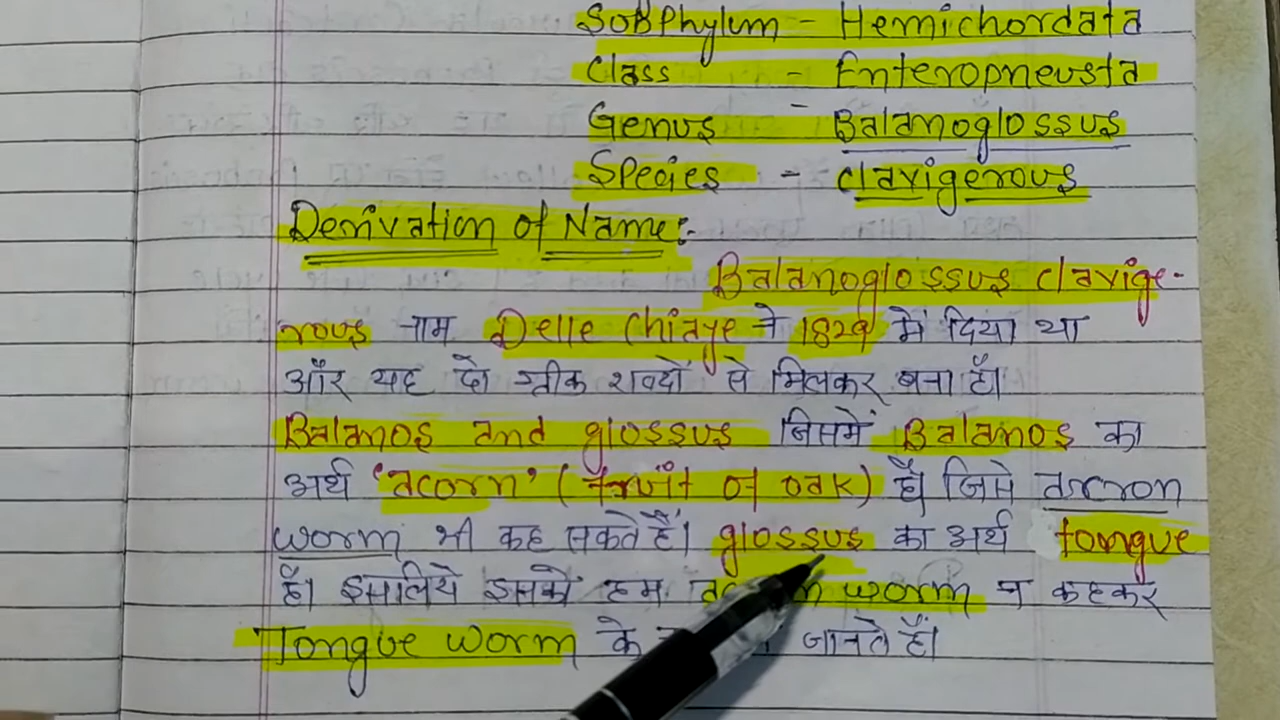 SubPhylum - Hemichordata
Class - Enteropneusta
Genus - Balanoglossus
Species - clavigerous
Derivation of Name:-
Balanoglossus clavige-
rous नाम Delle Chiaye ने 1829 में दिया था
और यह दो ग्रीक शब्दों से मिलकर बना है।
Balanos and glossus जिसमें Balanos का
अर्थ 'acorn' (fruit of oak) है जिसे
worm भी कह सकते हैं। glossus का अर्थ tongue
है। इसलिये इसको हम worm न कहकर
Tongue worm के जानते हैं।